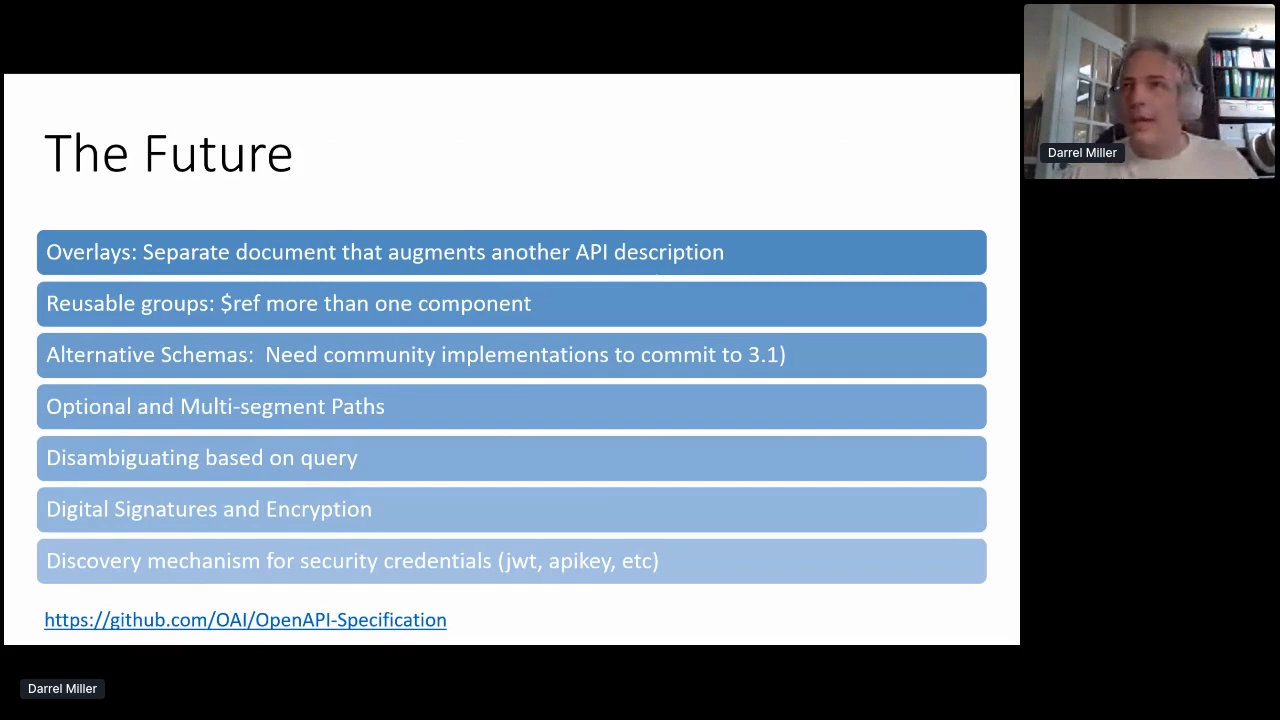 The Future
Overlays: Separate document that augments another API description
Reusable groups: $ref more than one component
Alternative Schemas:  Need community implementations to commit to 3.1)
Optional and Multi-segment Paths
Disambiguating based on query
Digital Signatures and Encryption
Discovery mechanism for security credentials (jwt, apikey, etc)
https://github.com/OAI/OpenAPI-Specification
Darrel Miller
Darrel Miller